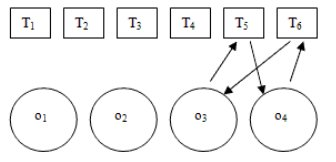 T₁ T₂ T₃ T₄ T₅ T₆
o₁ o₂ o₃ o₄